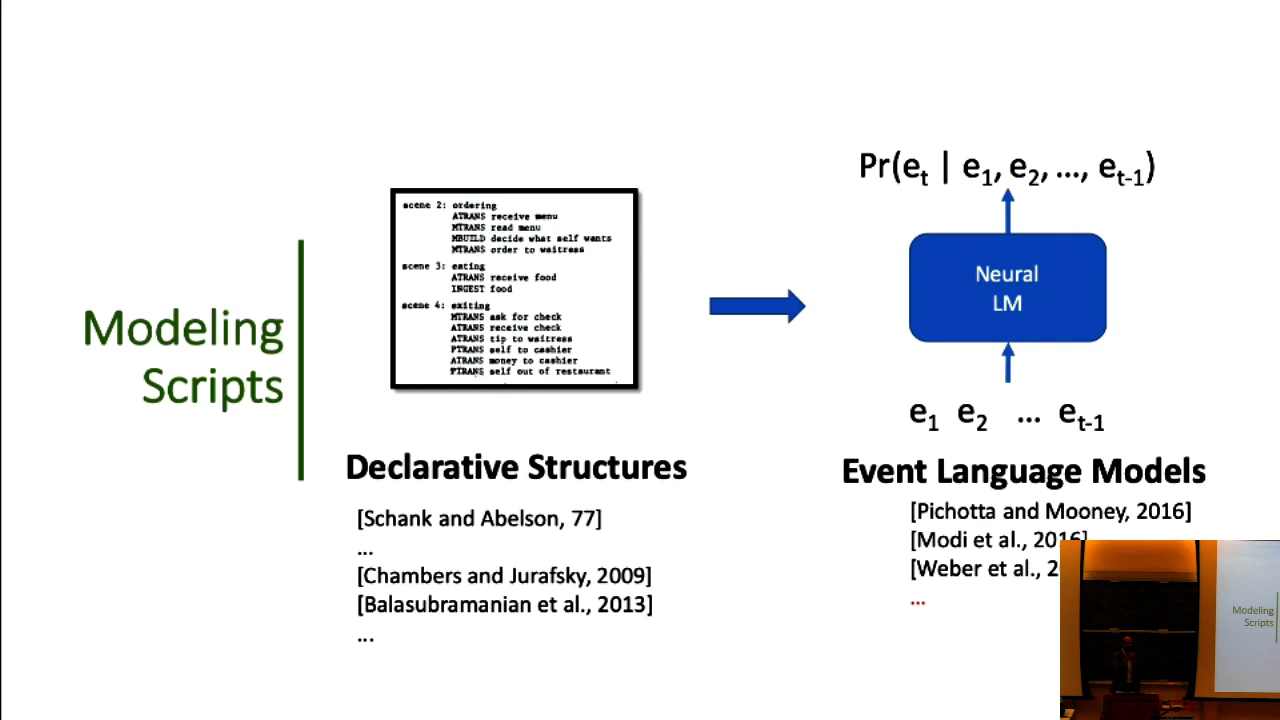 Modeling
Scripts
scene 2: ordering
ATRANS receive menu
MTRANS read menu
MBUILD decide what self wants
MTRANS order to waitress
scene 3: eating
ATRANS receive food
INGEST food
scene 4: exiting
MTRANS ask for check
ATRANS receive check
ATRANS tip to waitress
PTRANS self to cashier
ATRANS money to cashier
PTRANS self out of restaurant
Declarative Structures
[Schank and Abelson, 77]
...
[Chambers and Jurafsky, 2009]
[Balasubramanian et al., 2013]
...
Pr(e_t | e_1, e_2, ..., e_t-1)
Neural
LM
e_1 e_2 ... e_t-1
Event Language Models
[Pichotta and Mooney, 2016]
[Modi et al., 2016]
[Weber et al., 2
...
Modeling
Scripts